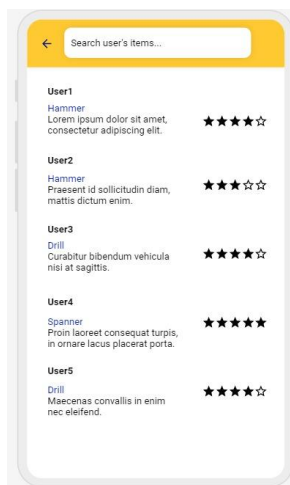 Search user's items...
User1
Hammer
Lorem ipsum dolor sit amet,
consectetur adipiscing elit.
User2
Hammer
Praesent id sollicitudin diam,
mattis dictum enim.
User3
Drill
Curabitur bibendum vehicula
nisi at sagittis.
User4
Spanner
Proin laoreet consequat turpis,
in ornare lacus placerat porta.
User5
Drill
Maecenas convallis in enim
nec eleifend.